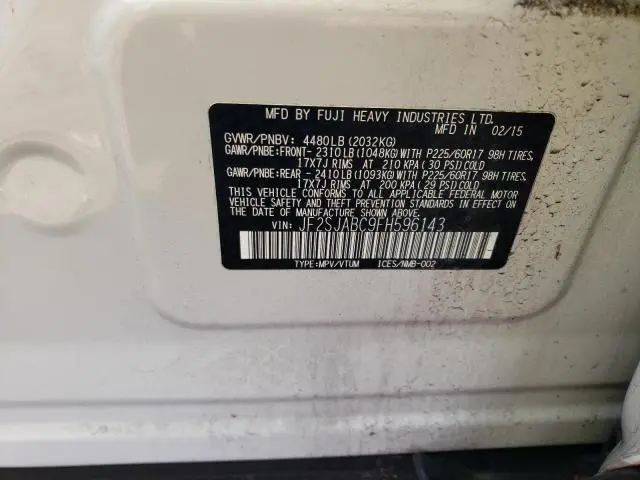 MFD BY FUJI HEAVY INDUSTRIES LTD.
MFD IN 02/15
GVWR/PNBV: 4480LB (2032KG)
GAWR/PNBE:FRONT-2310LB (1048KG) WITH P225/60R17 98H TIRES,
17X7J RIMS AT 210 KPA (30 PSI) COLD
GAWR/PNBE:REAR -2410LB (1093KG) WITH P225/60R17 98H TIRES,
17X7J RIMS AT 200 KPA (29 PSI) COLD
THIS VEHICLE CONFORMS TO ALL APPLICABLE FEDERAL MOTOR
VEHICLE SAFETY AND THEFT PREVENTION STANDARDS IN EFFECT
ON THE DATE OF MANUFACTURE SHOWN ABOVE.
VIN: JF2SJABC9FH596143
TYPE:MPV/VTUM ICES/NMB-002